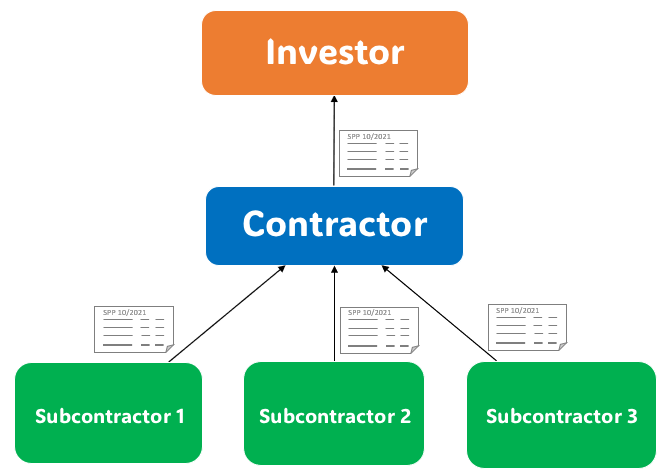 Investor
SPP 10/2021
Contractor
SPP 10/2021
SPP 10/2021
SPP 10/2021
Subcontractor 1
Subcontractor 2
Subcontractor 3